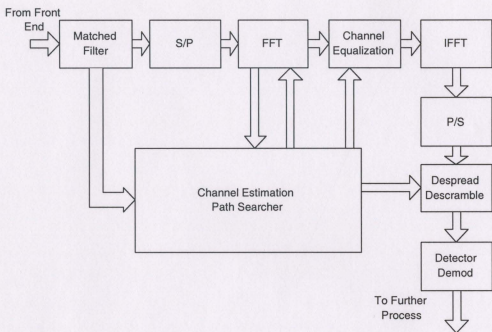 From Front
End
Matched
Filter
S/P
FFT
Channel
Equalization
IFFT
P/S
Channel Estimation
Path Searcher
Despread
Descramble
Detector
Demod
To Further
Process